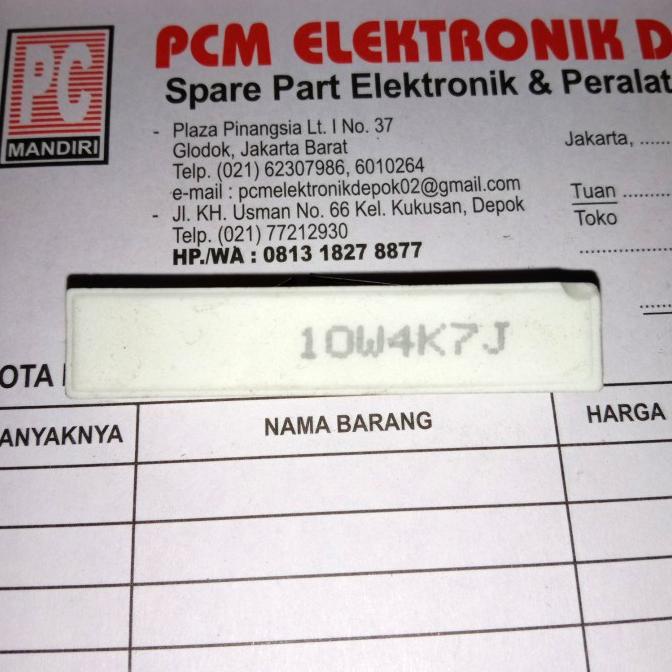 PC
MANDIRI
PCM ELEKTRONIK D
Spare Part Elektronik & Peralat
- Plaza Pinangsia Lt. I No. 37
Glodok, Jakarta Barat
Telp. (021) 62307986, 6010264
e-mail : pcmelektronikdepok02@gmail.com
- Jl. KH. Usman No. 66 Kel. Kukusan, Depok
Telp. (021) 77212930
HP./WA : 0813 1827 8877
Jakarta, ......
Tuan ........
Toko
10W4K7J
OTA
ANYAKNYA
NAMA BARANG
HARGA